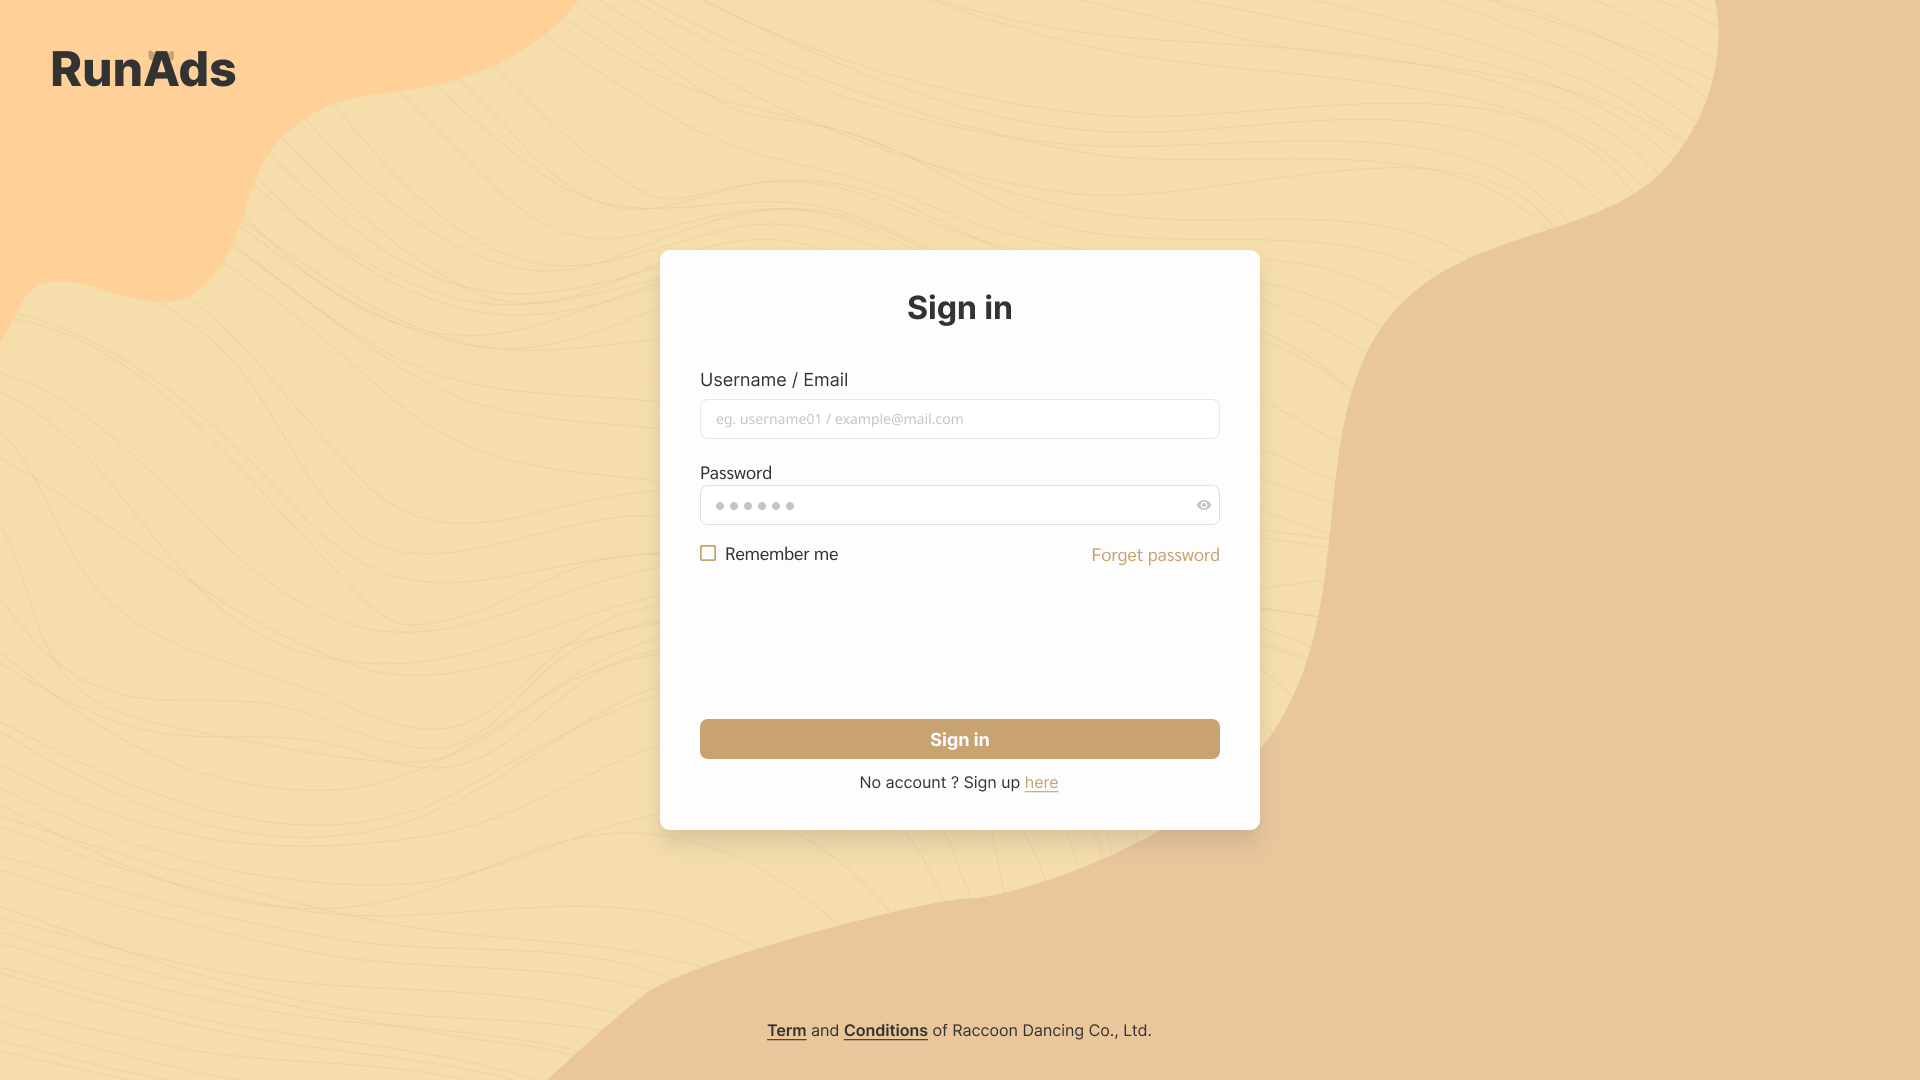 RunAds
Sign in
Username / Email
eg. username01 / example@mail.com
Password
Remember me
Forget password
Sign in
No account ? Sign up here
Term and Conditions of Raccoon Dancing Co., Ltd.